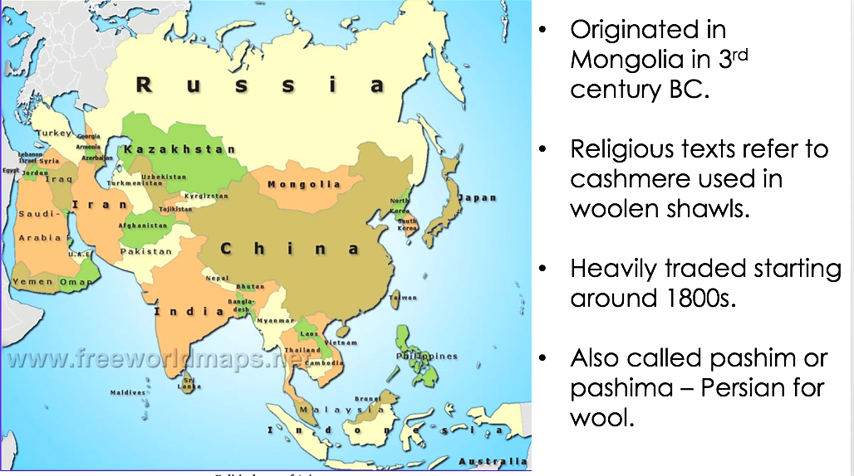 Russia
Turkey
Georgia
Armenia
Azerbaijan
Kazakhstan
Lebanon
Israel Syria
Egypt
Jordan
Iraq
Uzbekistan
Turkmenistan
Kyrgizstan
Tajikistan
Mongolia
North
Korea
South
Korea
Japan
Iran
Afghanistan
Saudi-
Arabia
U.A.E
Pakistan
China
Yemen Oman
Nepal
Bhutan
India
Bangla-
desh
Myanmar
Taiwan
Laos
Vietnam
Thailand
Cambodia
Philippines
www.freeworldmaps.net
Maldives
Sri
Lanka
Brunei
Malaysia
Indonesia
Australia
• Originated in
Mongolia in 3rd
century BC.
• Religious texts refer to
cashmere used in
woolen shawls.
• Heavily traded starting
around 1800s.
• Also called pashim or
pashima – Persian for
wool.